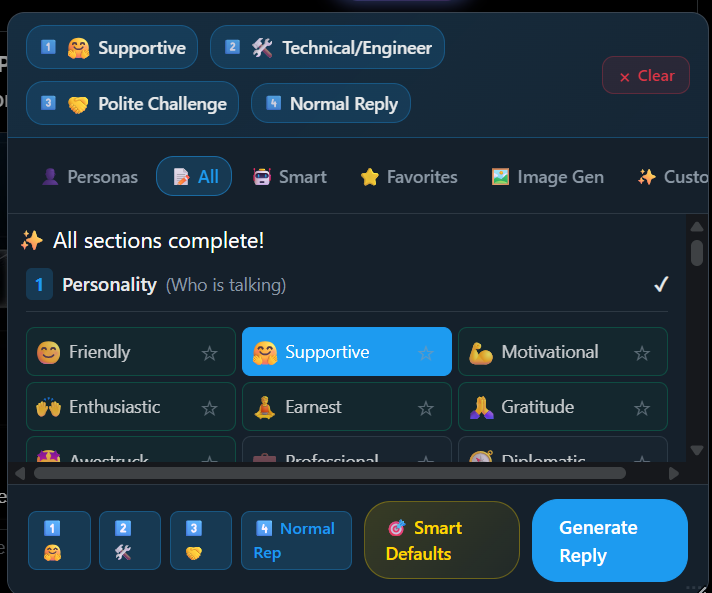 1 Supportive
2 Technical/Engineer
3 Polite Challenge
4 Normal Reply
× Clear
Personas
All
Smart
Favorites
Image Gen
Custo
All sections complete!
1 Personality (Who is talking)
Friendly
Supportive
Motivational
Enthusiastic
Earnest
Gratitude
Awestruck
Professional
Diplomatic
1
2
3
4 Normal
Rep
Smart
Defaults
Generate
Reply